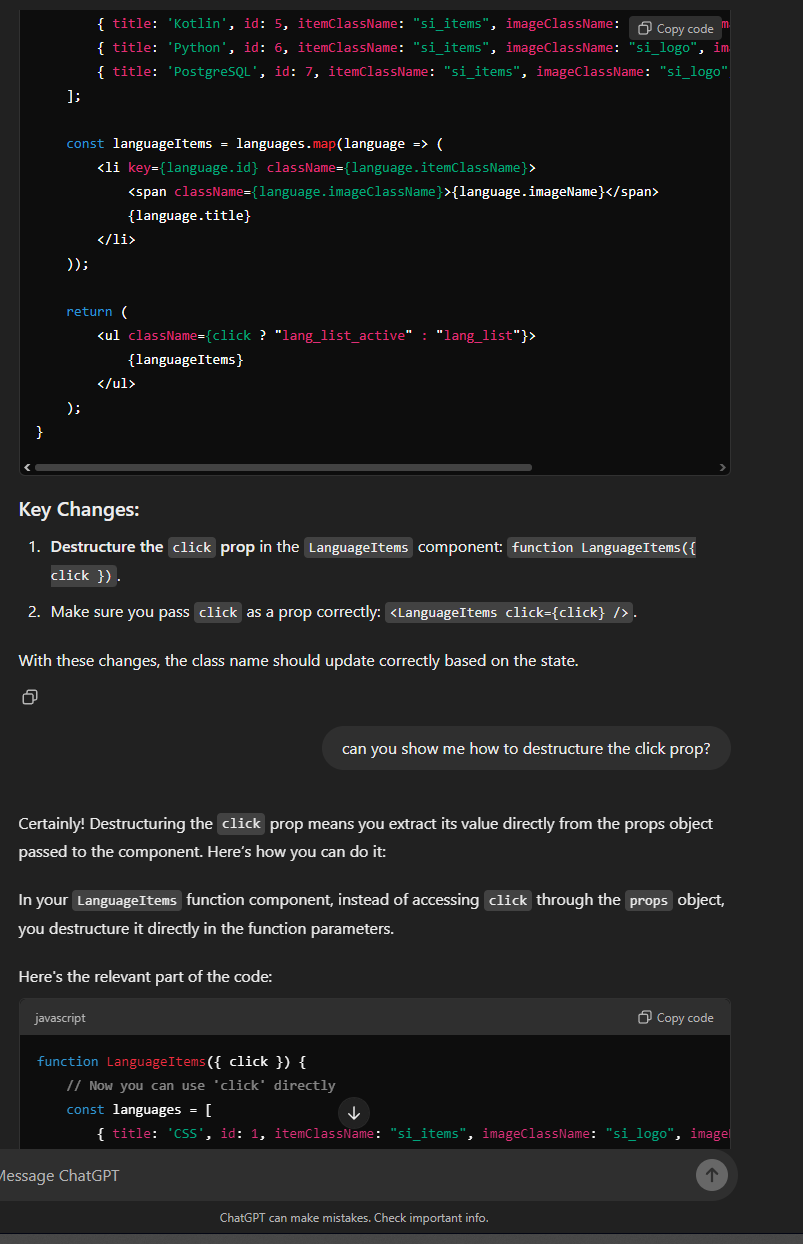 { title: 'Kotlin', id: 5, itemClassName: "si_items", imageClassName:
Copy code
{ title: 'Python', id: 6, itemClassName: "si_items", imageClassName: "si_logo", im
{ title: 'PostgreSQL', id: 7, itemClassName: "si_items", imageClassName: "si_logo"
];
const languageItems = languages.map(language => (
<li key={language.id} className={language.itemClassName}>
<span className={language.imageClassName}>{language.imageName}</span>
{language.title}
</li>
));
return (
<ul className={click ? "lang_list_active" : "lang_list"}>
{languageItems}
</ul>
);
}
Key Changes:
1. Destructure the click prop in the LanguageItems component: function LanguageItems({
click }).
2. Make sure you pass click as a prop correctly: <LanguageItems click={click} />.
With these changes, the class name should update correctly based on the state.
can you show me how to destructure the click prop?
Certainly! Destructuring the click prop means you extract its value directly from the props object
passed to the component. Here's how you can do it:
In your LanguageItems function component, instead of accessing click through the props object,
you destructure it directly in the function parameters.
Here's the relevant part of the code:
javascript
Copy code
function LanguageItems({ click }) {
// Now you can use 'click' directly
const languages = [
{ title: 'CSS', id: 1, itemClassName: "si_items", imageClassName: "si_logo", image
Message ChatGPT
ChatGPT can make mistakes. Check important info.